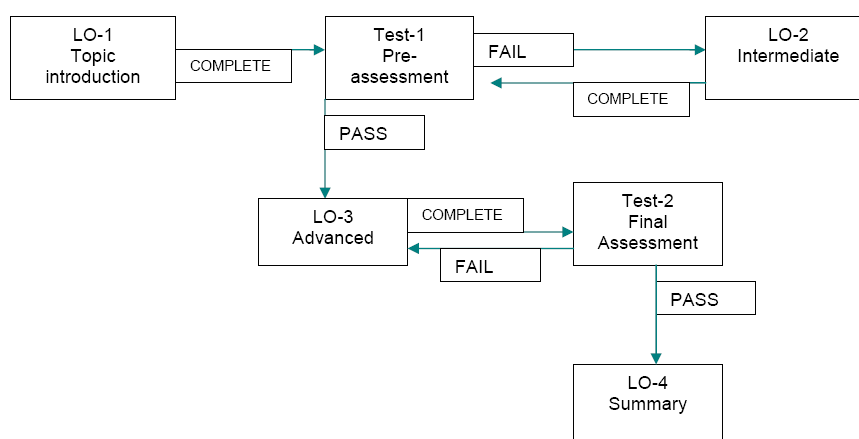 LO-1
Topic
introduction
COMPLETE
Test-1
Pre-
assessment
FAIL
LO-2
Intermediate
COMPLETE
PASS
LO-3
Advanced
COMPLETE
Test-2
Final
Assessment
FAIL
PASS
LO-4
Summary